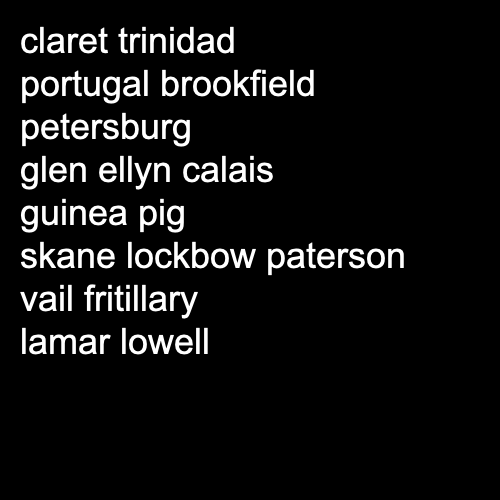 claret trinidad
portugal brookfield
petersburg
glen ellyn calais
guinea pig
skane lockbow paterson
vail fritillary
lamar lowell